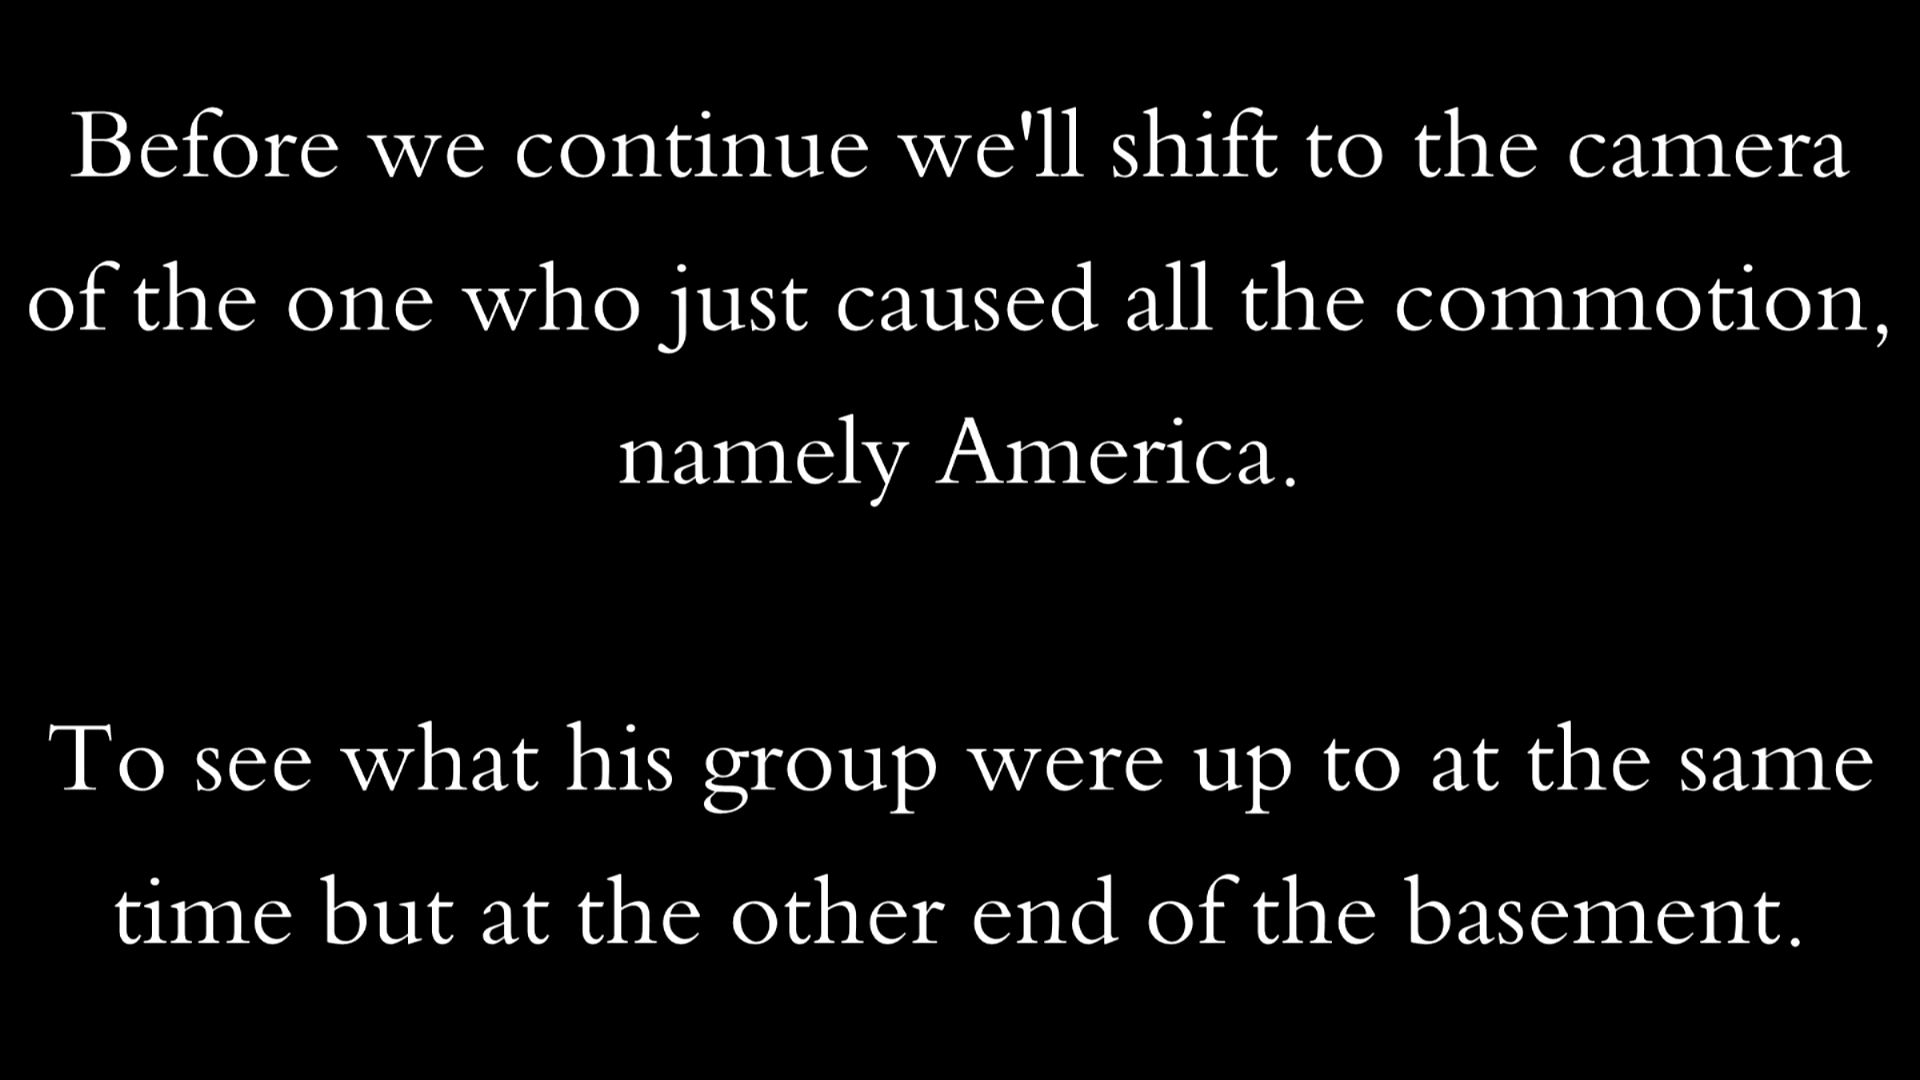 Before we continue we'll shift to the camera
of the one who just caused all the commotion,
namely America.
To see what his group were up to at the same
time but at the other end of the basement.